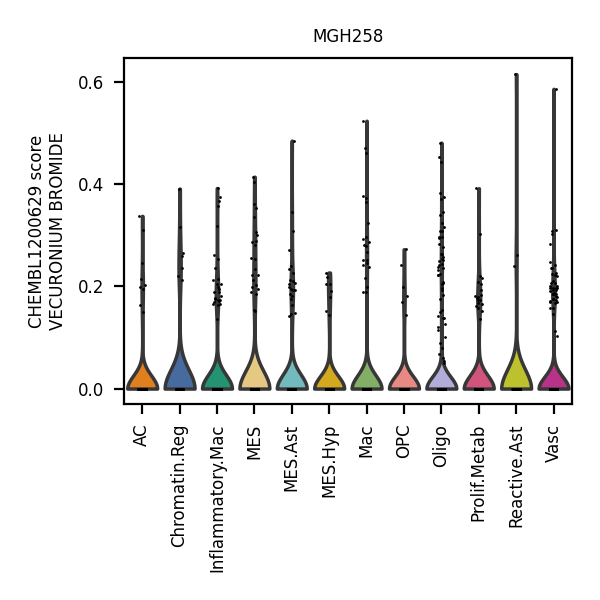 MGH258
CHEMBL1200629 score
VECURONIUM BROMIDE
0.6
0.4
0.2
0.0
AC
Chromatin.Reg
Inflammatory.Mac
MES
MES.Ast
MES.Hyp
Mac
OPC
Oligo
Prolif.Metab
Reactive.Ast
Vasc